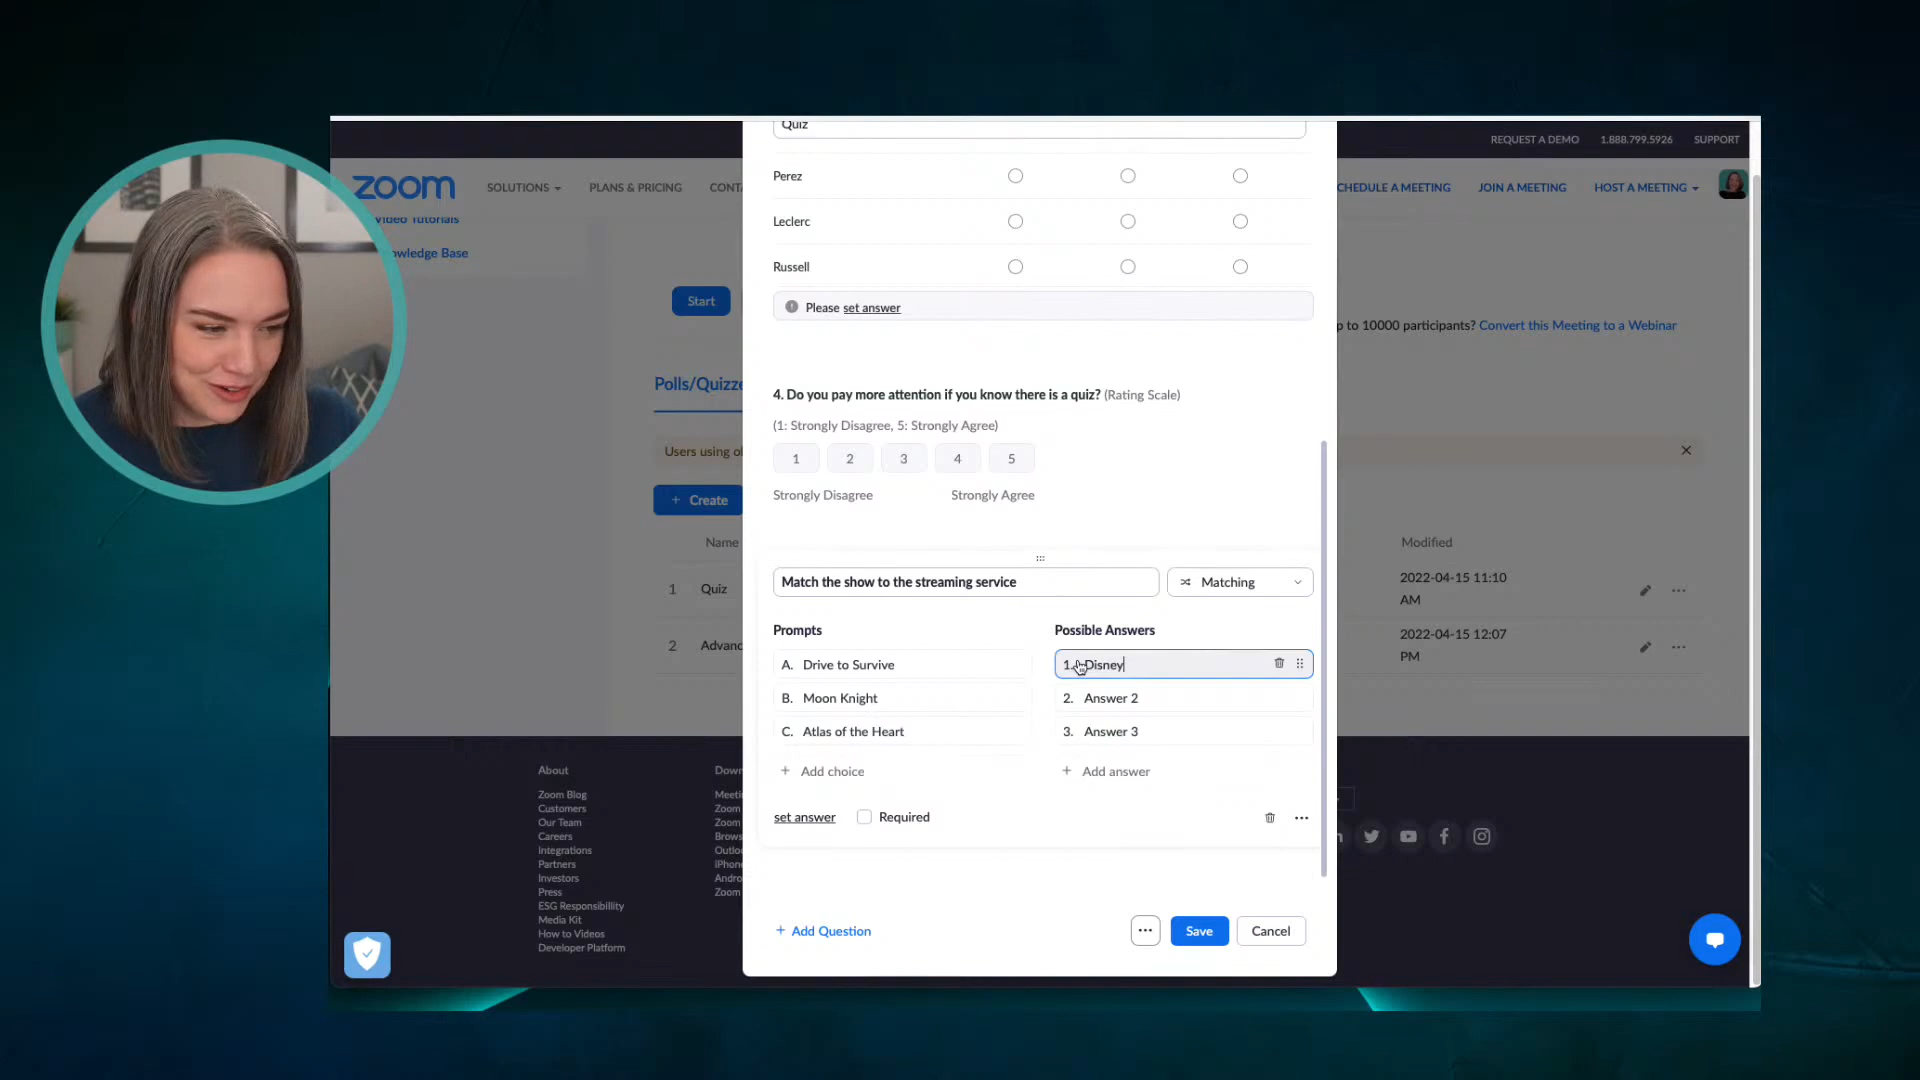 Quiz
REQUEST A DEMO 1.888.799.5926 SUPPORT
zoom SOLUTIONS PLANS & PRICING CONTA
CHEDULE A MEETING JOIN A MEETING HOST A MEETING
Video Tutorials
owledge Base
Perez
Leclerc
Russell
Please set answer
Start
p to 10000 participants? Convert this Meeting to a Webinar
Polls/Quizze
4. Do you pay more attention if you know there is a quiz? (Rating Scale)
(1: Strongly Disagree, 5: Strongly Agree)
1 2 3 4 5
Strongly Disagree Strongly Agree
Users using ol
+ Create
Name
Modified
1 Quiz
2022-04-15 11:10 AM
2 Advanc
2022-04-15 12:07 PM
Match the show to the streaming service
Matching
Prompts
Possible Answers
A. Drive to Survive
1. Disney
B. Moon Knight
2. Answer 2
C. Atlas of the Heart
3. Answer 3
+ Add choice
+ Add answer
set answer
Required
+ Add Question
Save
Cancel
About
Zoom Blog
Customers
Our Team
Careers
Integrations
Partners
Investors
Press
ESG Responsibility
Media Kit
How to Videos
Developer Platform
Down
Meeti
Zoom
Zoom
Brows
Outlo
iPhone
Andro
Zoom